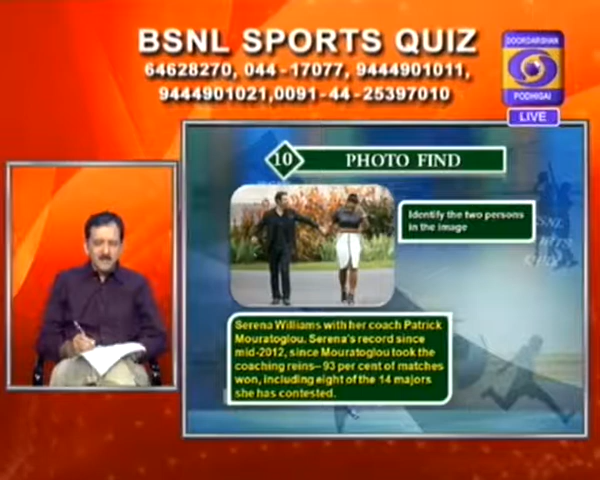 BSNL SPORTS QUIZ
64628270, 044 -17077, 9444901011,
9444901021,0091-44-25397010
DOORDARSHAN
PODHIGAI
LIVE
10 PHOTO FIND
Identify the two persons
in the image
Serena Williams with her coach Patrick
Mouratoglou. Serena's record since
mid-2012, since Mouratoglou took the
coaching reins– 93 per cent of matches
won, including eight of the 14 majors
she has contested.